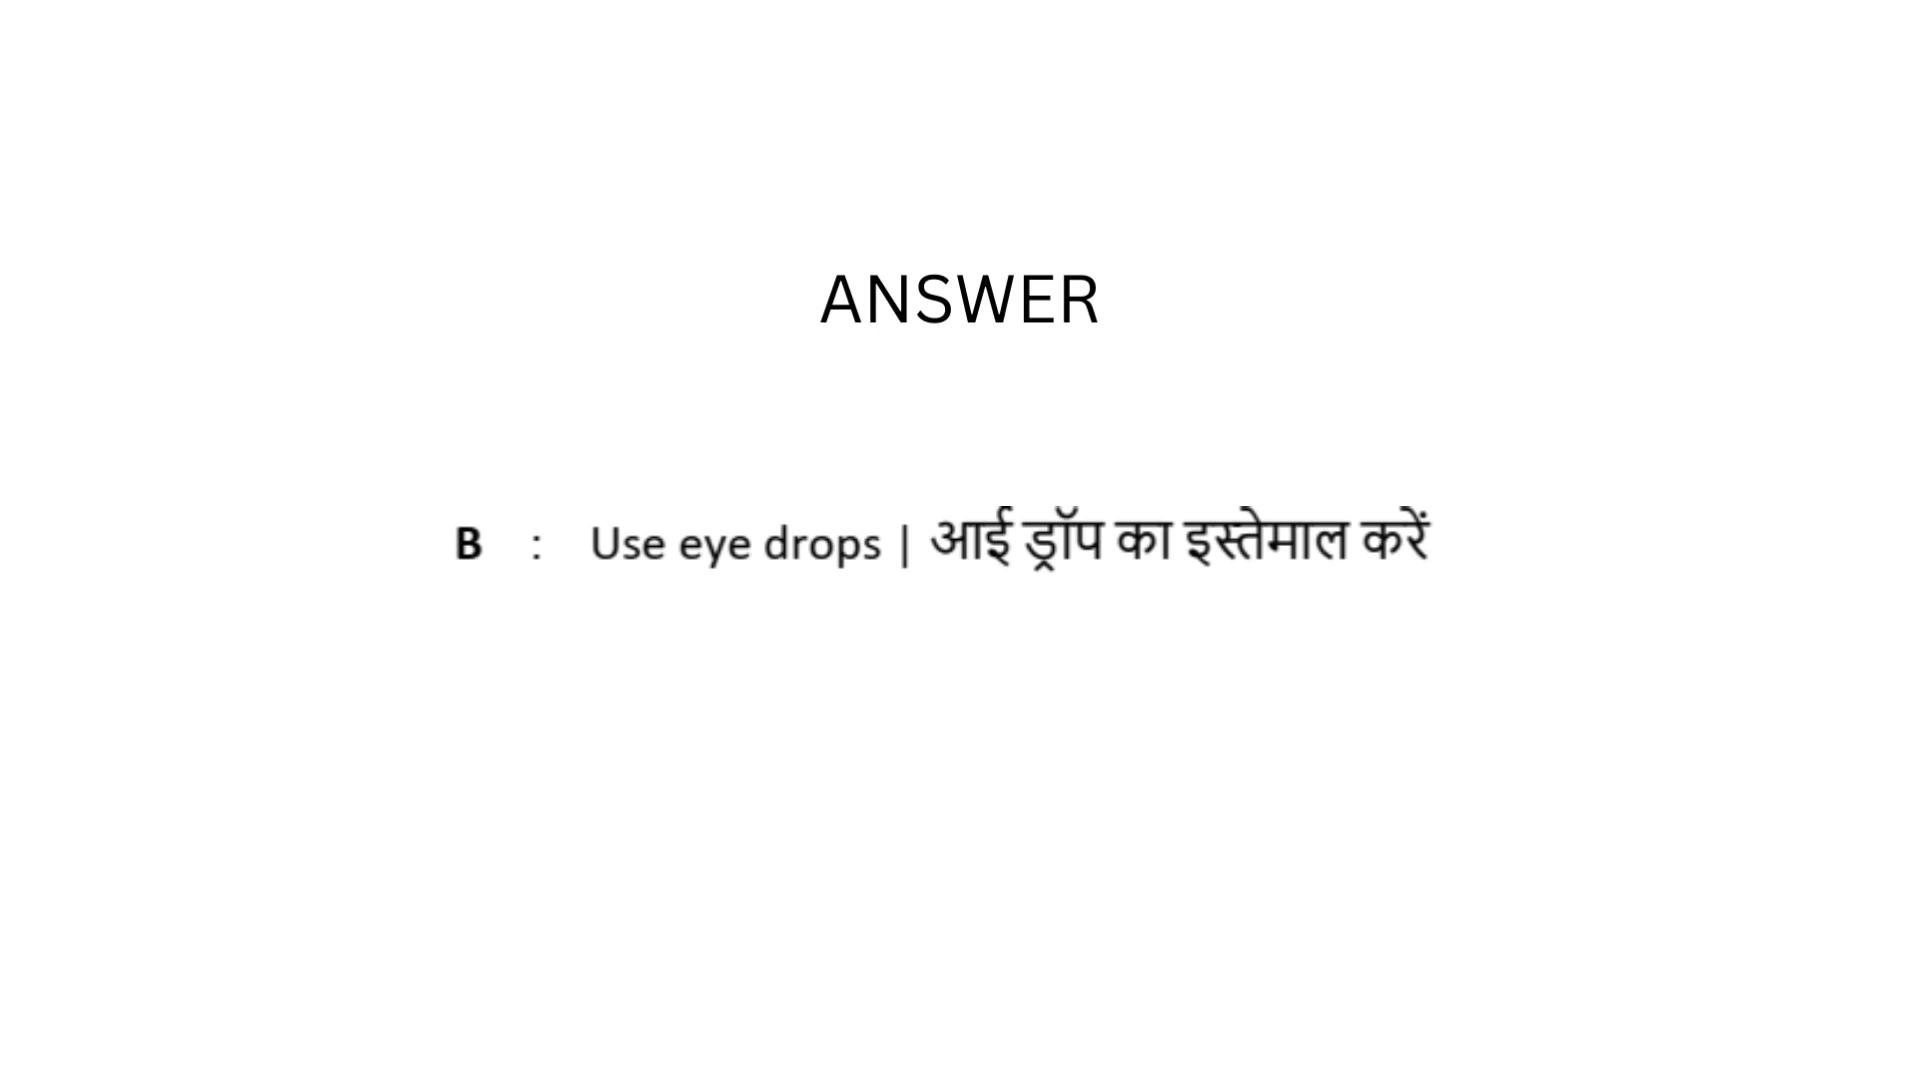 ANSWER
B : Use eye drops | आई ड्रॉप का इस्तेमाल करें